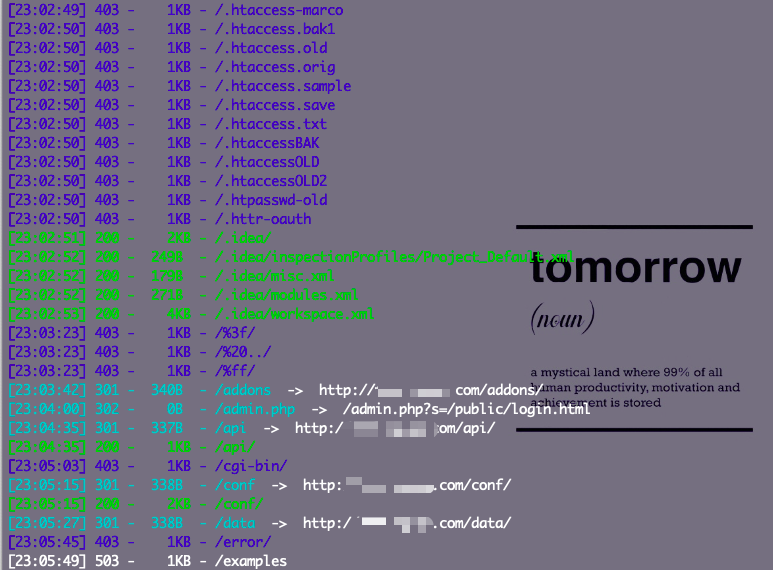 [23:02:49] 403 -    1KB - /.htaccess-marco
[23:02:50] 403 -    1KB - /.htaccess.bak1
[23:02:50] 403 -    1KB - /.htaccess.old
[23:02:50] 403 -    1KB - /.htaccess.orig
[23:02:50] 403 -    1KB - /.htaccess.sample
[23:02:50] 403 -    1KB - /.htaccess.save
[23:02:50] 403 -    1KB - /.htaccess.txt
[23:02:50] 403 -    1KB - /.htaccessBAK
[23:02:50] 403 -    1KB - /.htaccessOLD
[23:02:50] 403 -    1KB - /.htaccessOLD2
[23:02:50] 403 -    1KB - /.htpasswd-old
[23:02:50] 403 -    1KB - /.httr-oauth
[23:02:51] 200 -    2KB - /.idea/
[23:02:52] 200 -  - /.idea/inspectionProfiles/Project_Default.xml
[23:02:52] 200 -  - /.idea/misc.xml
[23:02:52] 200 -  271B - /.idea/modules.xml
[23:02:53] 200 -    4KB - /.idea/workspace.xml
[23:03:23] 403 -    1KB - /%3f/
[23:03:23] 403 -    1KB - /%20../
[23:03:23] 403 -    1KB - /%ff/
[23:03:42] 301 -  340B - /addons  ->  http:// com/addons/
[23:04:00] 302 -    0B - /admin.php  ->  /admin.php?s=/public/login.html
[23:04:35] 301 -  337B - /api  ->  http:/ com/api/
[23:04:35] 200 -    1KB - /api/
[23:05:03] 403 -    1KB - /cgi-bin/
[23:05:15] 301 -  338B - /conf  ->  http: .com/conf/
[23:05:15] 200 -    2KB - /conf/
[23:05:27] 301 -  338B - /data  ->  http:/ .com/data/
[23:05:45] 403 -    1KB - /error/
[23:05:49] 503 -    1KB - /examples
tomorrow
(noun)
a mystical land where 99% of all
human productivity, motivation and
achievement is stored